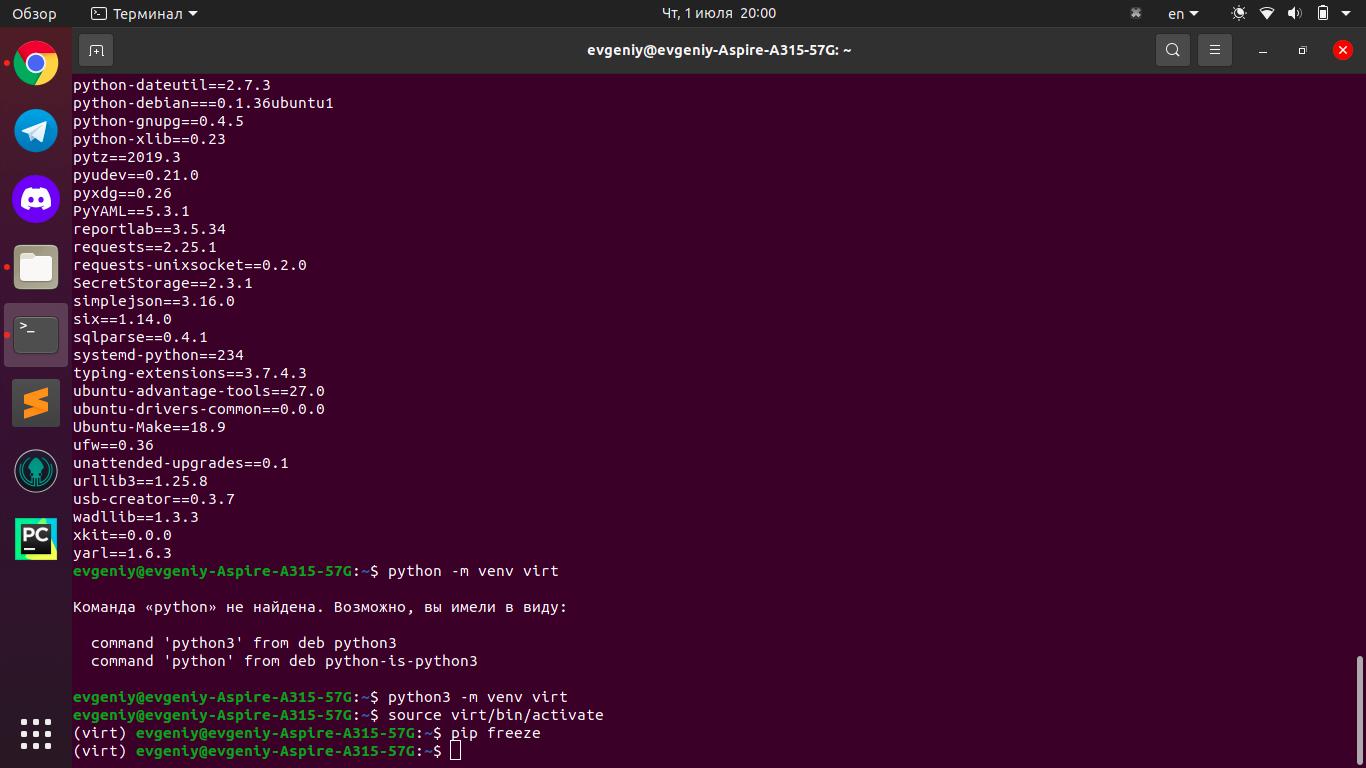 Обзор
Терминал
Чт, 1 июля 20:00
en
evgeniy@evgeniy-Aspire-A315-57G: ~
python-dateutil==2.7.3
python-debian===0.1.36ubuntu1
python-gnupg==0.4.5
python-xlib==0.23
pytz==2019.3
pyudev==0.21.0
pyxdg==0.26
PyYAML==5.3.1
reportlab==3.5.34
requests==2.25.1
requests-unixsocket==0.2.0
SecretStorage==2.3.1
simplejson==3.16.0
six==1.14.0
sqlparse==0.4.1
systemd-python==234
typing-extensions==3.7.4.3
ubuntu-advantage-tools==27.0
ubuntu-drivers-common==0.0.0
Ubuntu-Make==18.9
ufw==0.36
unattended-upgrades==0.1
urllib3==1.25.8
usb-creator==0.3.7
wadllib==1.3.3
xkit==0.0.0
yarl==1.6.3
evgeniy@evgeniy-Aspire-A315-57G:~$ python -m venv virt
Команда «python» не найдена. Возможно, вы имели в виду:
command 'python3' from deb python3
command 'python' from deb python-is-python3
evgeniy@evgeniy-Aspire-A315-57G:~$ python3 -m venv virt
evgeniy@evgeniy-Aspire-A315-57G:~$ source virt/bin/activate
(virt) evgeniy@evgeniy-Aspire-A315-57G:~$ pip freeze
(virt) evgeniy@evgeniy-Aspire-A315-57G:~$
>_
PC